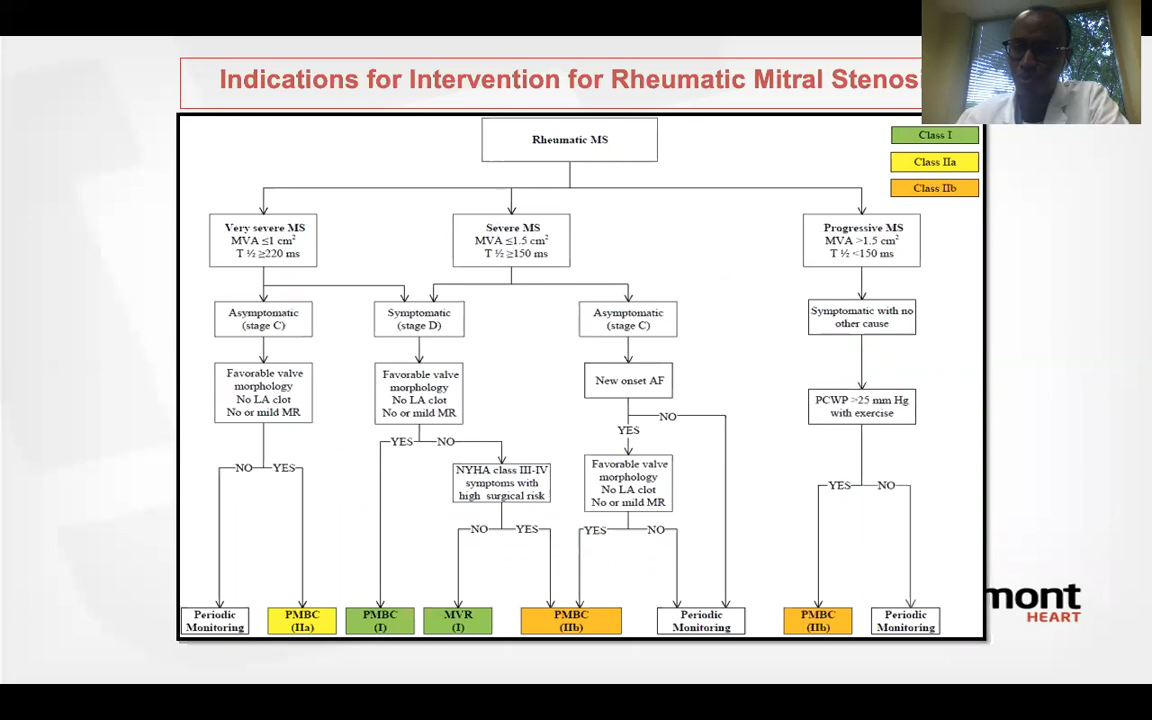 Indications for Intervention for Rheumatic Mitral
Rheumatic MS
Class I
Class IIa
Class IIb
Very severe MS
MVA ≤1 cm²
T ½ ≥220 ms
Severe MS
MVA ≤1.5 cm²
T ½ ≥150 ms
Progressive MS
MVA >1.5 cm²
T ½ <150 ms
Asymptomatic
(stage C)
Symptomatic
(stage D)
Asymptomatic
(stage C)
Symptomatic with no
other cause
Favorable valve
morphology
No LA clot
No or mild MR
Favorable valve
morphology
No LA clot
No or mild MR
New onset AF
PCWP >25 mm Hg
with exercise
NO
YES
YES
NO
NO
YES
Favorable valve
morphology
No LA clot
No or mild MR
NYHA class III-IV
symptoms with
high surgical risk
NO
YES
YES
NO
YES
NO
Periodic
Monitoring
PMBC
(IIa)
PMBC
(I)
MVR
(I)
PMBC
(IIb)
Periodic
Monitoring
PMBC
(IIb)
Periodic
Monitoring
mont
HEART